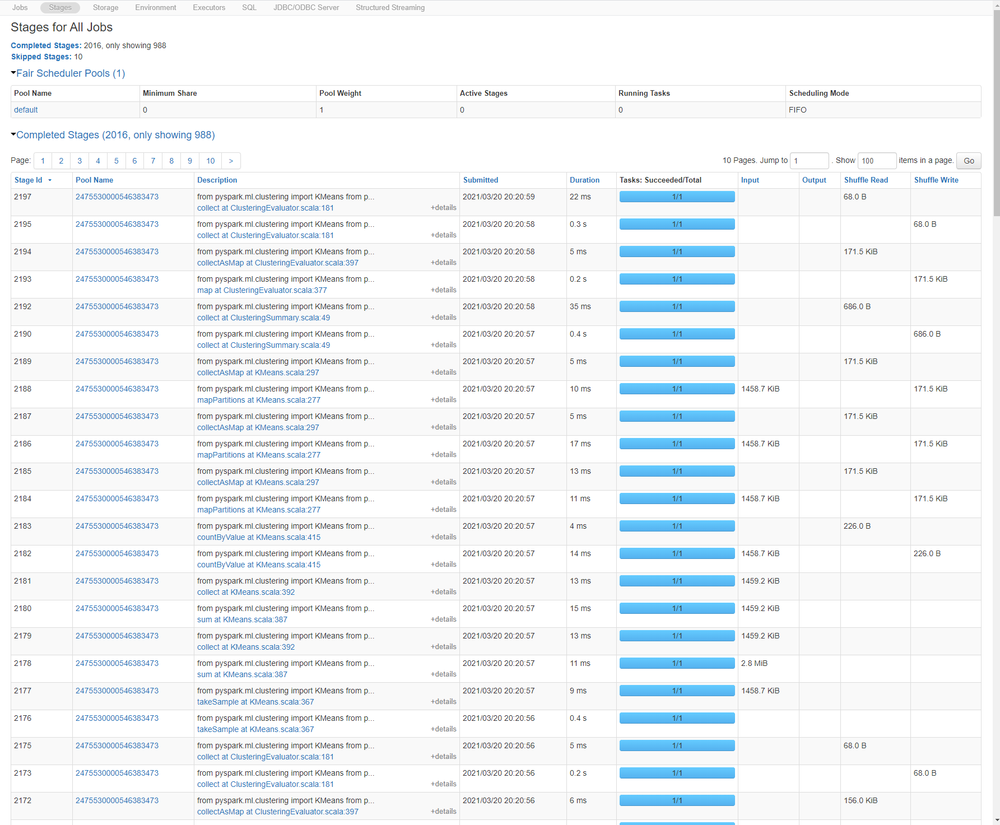 Jobs Stages Storage Environment Executors SQL JDBC/ODBC Server Structured Streaming
Stages for All Jobs
Completed Stages: 2016, only showing 988
Skipped Stages: 10
Fair Scheduler Pools (1)
Pool Name Minimum Share Pool Weight Active Stages Running Tasks Scheduling Mode
default 0 1 0 0 FIFO
Completed Stages (2016, only showing 988)
Page: 1 2 3 4 5 6 7 8 9 10 > 10 Pages. Jump to 1 . Show 100 items in a page. Go
Stage Id Pool Name Description Submitted Duration Tasks: Succeeded/Total Input Output Shuffle Read Shuffle Write
2197 2475530000546383473 from pyspark.ml.clustering import KMeans from p... 2021/03/20 20:20:59 22 ms 1/1 68.0 B
collect at ClusteringEvaluator.scala:181 +details
2195 2475530000546383473 from pyspark.ml.clustering import KMeans from p... 2021/03/20 20:20:58 0.3 s 1/1 68.0 B
collect at ClusteringEvaluator.scala:181 +details
2194 2475530000546383473 from pyspark.ml.clustering import KMeans from p... 2021/03/20 20:20:58 5 ms 1/1 171.5 KiB
collectAsMap at ClusteringEvaluator.scala:397 +details
2193 2475530000546383473 from pyspark.ml.clustering import KMeans from p... 2021/03/20 20:20:58 0.2 s 1/1 171.5 KiB
map at ClusteringEvaluator.scala:377 +details
2192 2475530000546383473 from pyspark.ml.clustering import KMeans from p... 2021/03/20 20:20:58 35 ms 1/1 686.0 B
collect at ClusteringSummary.scala:49 +details
2190 2475530000546383473 from pyspark.ml.clustering import KMeans from p... 2021/03/20 20:20:57 0.4 s 1/1 686.0 B
collect at ClusteringSummary.scala:49 +details
2189 2475530000546383473 from pyspark.ml.clustering import KMeans from p... 2021/03/20 20:20:57 5 ms 1/1 171.5 KiB
collectAsMap at KMeans.scala:297 +details
2188 2475530000546383473 from pyspark.ml.clustering import KMeans from p... 2021/03/20 20:20:57 10 ms 1/1 1458.7 KiB 171.5 KiB
mapPartitions at KMeans.scala:277 +details
2187 2475530000546383473 from pyspark.ml.clustering import KMeans from p... 2021/03/20 20:20:57 5 ms 1/1 171.5 KiB
collectAsMap at KMeans.scala:297 +details
2186 2475530000546383473 from pyspark.ml.clustering import KMeans from p... 2021/03/20 20:20:57 17 ms 1/1 1458.7 KiB 171.5 KiB
mapPartitions at KMeans.scala:277 +details
2185 2475530000546383473 from pyspark.ml.clustering import KMeans from p... 2021/03/20 20:20:57 13 ms 1/1 171.5 KiB
collectAsMap at KMeans.scala:297 +details
2184 2475530000546383473 from pyspark.ml.clustering import KMeans from p... 2021/03/20 20:20:57 11 ms 1/1 1458.7 KiB 171.5 KiB
mapPartitions at KMeans.scala:277 +details
2183 2475530000546383473 from pyspark.ml.clustering import KMeans from p... 2021/03/20 20:20:57 4 ms 1/1 226.0 B
countByValue at KMeans.scala:415 +details
2182 2475530000546383473 from pyspark.ml.clustering import KMeans from p... 2021/03/20 20:20:57 14 ms 1/1 1458.7 KiB 226.0 B
countByValue at KMeans.scala:415 +details
2181 2475530000546383473 from pyspark.ml.clustering import KMeans from p... 2021/03/20 20:20:57 13 ms 1/1 1459.2 KiB
collect at KMeans.scala:392 +details
2180 2475530000546383473 from pyspark.ml.clustering import KMeans from p... 2021/03/20 20:20:57 15 ms 1/1 1459.2 KiB
sum at KMeans.scala:387 +details
2179 2475530000546383473 from pyspark.ml.clustering import KMeans from p... 2021/03/20 20:20:57 13 ms 1/1 1459.2 KiB
collect at KMeans.scala:392 +details
2178 2475530000546383473 from pyspark.ml.clustering import KMeans from p... 2021/03/20 20:20:57 11 ms 1/1 2.8 MiB
sum at KMeans.scala:387 +details
2177 2475530000546383473 from pyspark.ml.clustering import KMeans from p... 2021/03/20 20:20:57 9 ms 1/1 1458.7 KiB
takeSample at KMeans.scala:367 +details
2176 2475530000546383473 from pyspark.ml.clustering import KMeans from p... 2021/03/20 20:20:56 0.4 s 1/1
takeSample at KMeans.scala:367 +details
2175 2475530000546383473 from pyspark.ml.clustering import KMeans from p... 2021/03/20 20:20:56 5 ms 1/1 68.0 B
collect at ClusteringEvaluator.scala:181 +details
2173 2475530000546383473 from pyspark.ml.clustering import KMeans from p... 2021/03/20 20:20:56 0.2 s 1/1 68.0 B
collect at ClusteringEvaluator.scala:181 +details
2172 2475530000546383473 from pyspark.ml.clustering import KMeans from p... 2021/03/20 20:20:56 6 ms 1/1 156.0 KiB
collectAsMap at ClusteringEvaluator.scala:397 +details